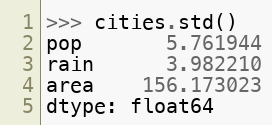 1 >>> cities.std()
2 pop       5.761944
3 rain      3.982210
4 area    156.173023
5 dtype: float64